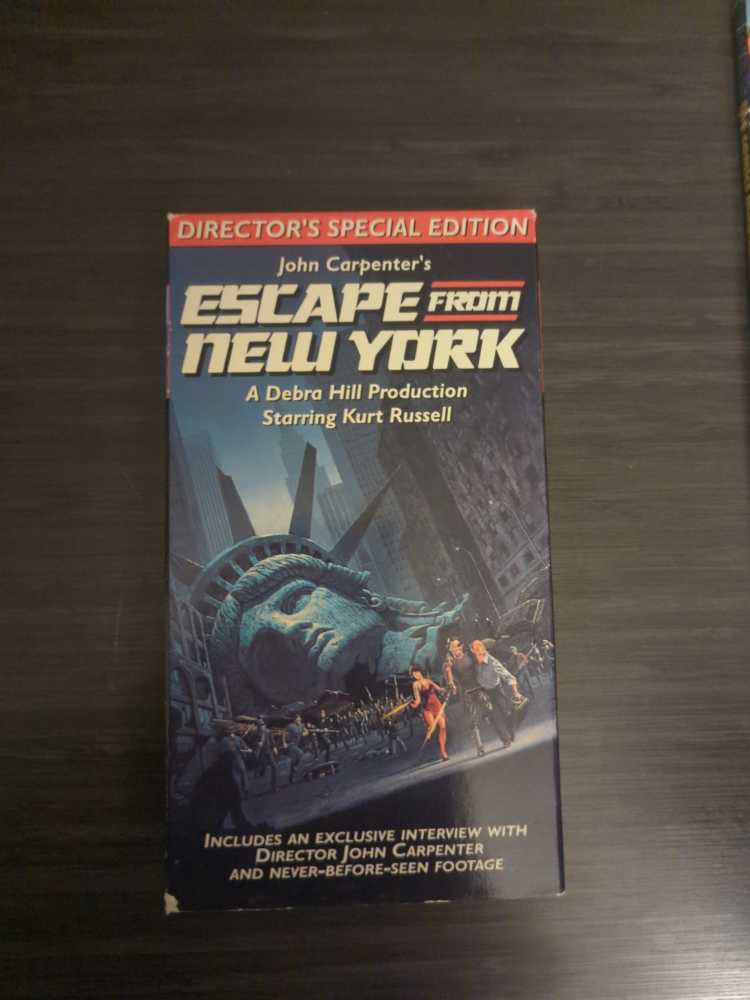 DIRECTOR'S SPECIAL EDITION
John Carpenter's
ESCAPE FROM
NEW YORK
A Debra Hill Production
Starring Kurt Russell
INCLUDES AN EXCLUSIVE INTERVIEW WITH
DIRECTOR JOHN CARPENTER
AND NEVER-BEFORE-SEEN FOOTAGE